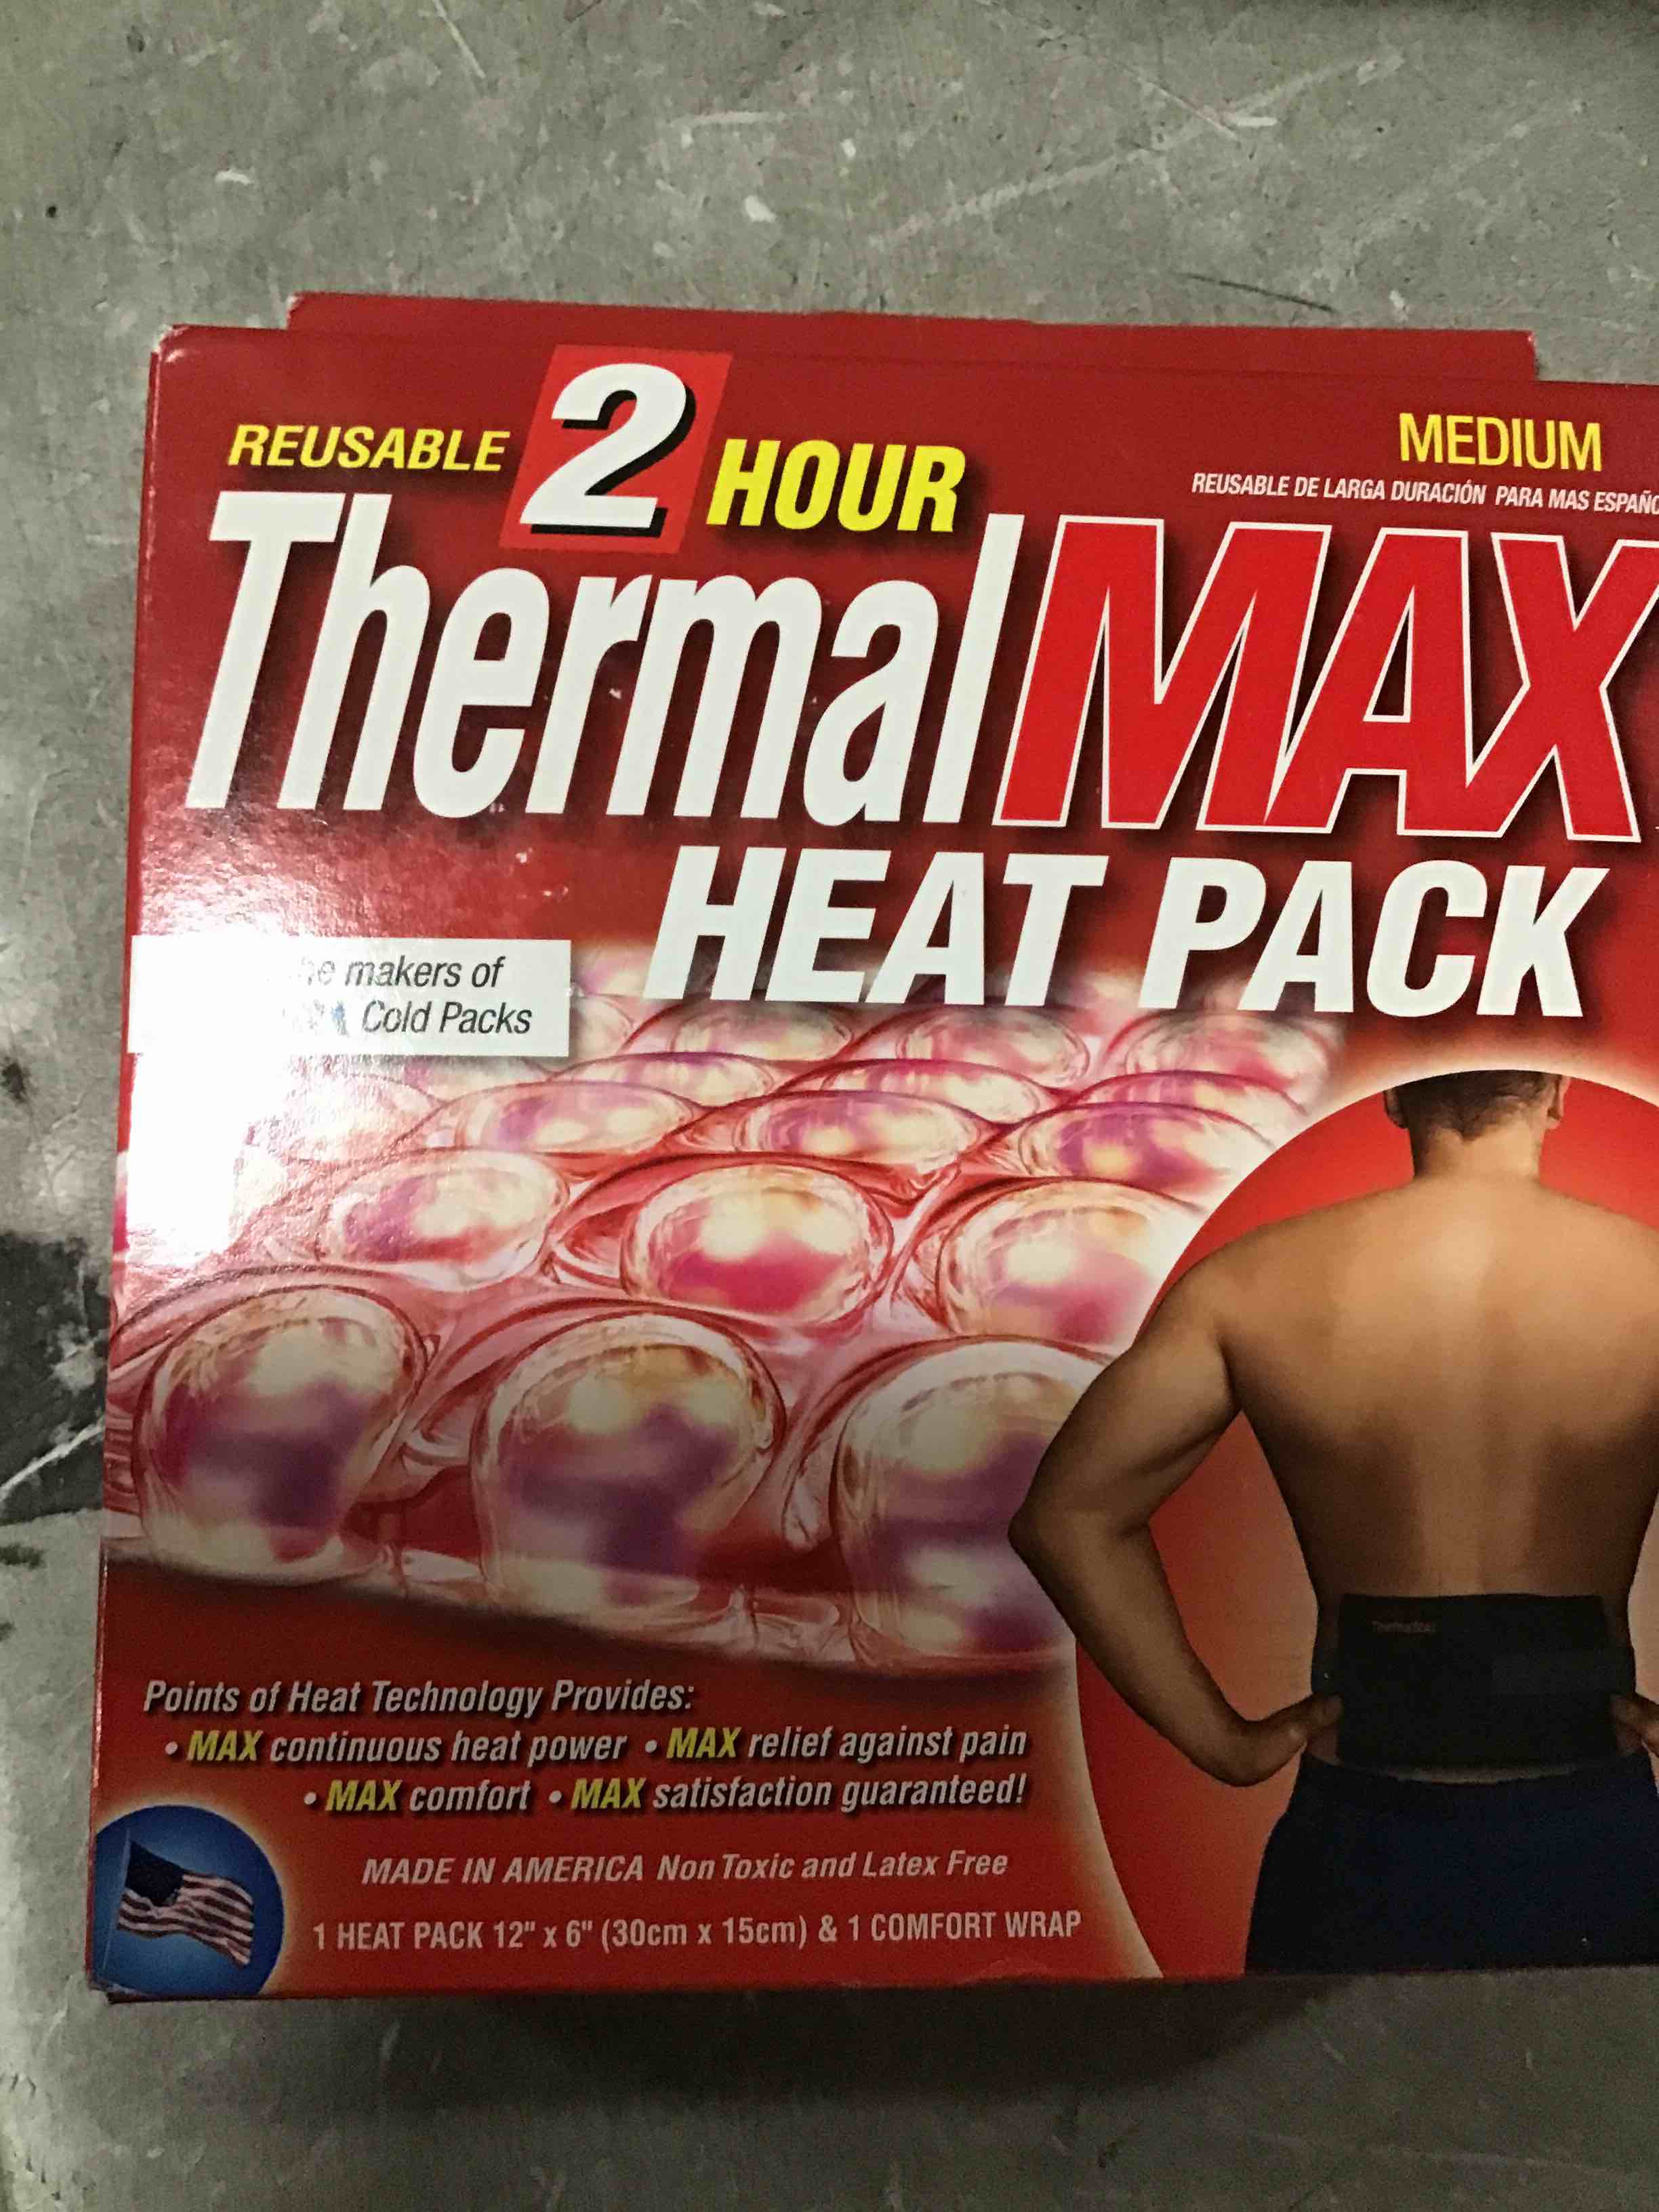 REUSABLE 2 HOUR
MEDIUM
REUSABLE DE LARGA DURACIÓN PARA MAS
ThermalMAX
HEAT PACK
makers of
Cold Packs
Points of Heat Technology Provides:
• MAX continuous heat power • MAX relief against pain
• MAX comfort • MAX satisfaction guaranteed!
MADE IN AMERICA Non Toxic and Latex Free
1 HEAT PACK 12" x 6" (30cm x 15cm) & 1 COMFORT WRAP